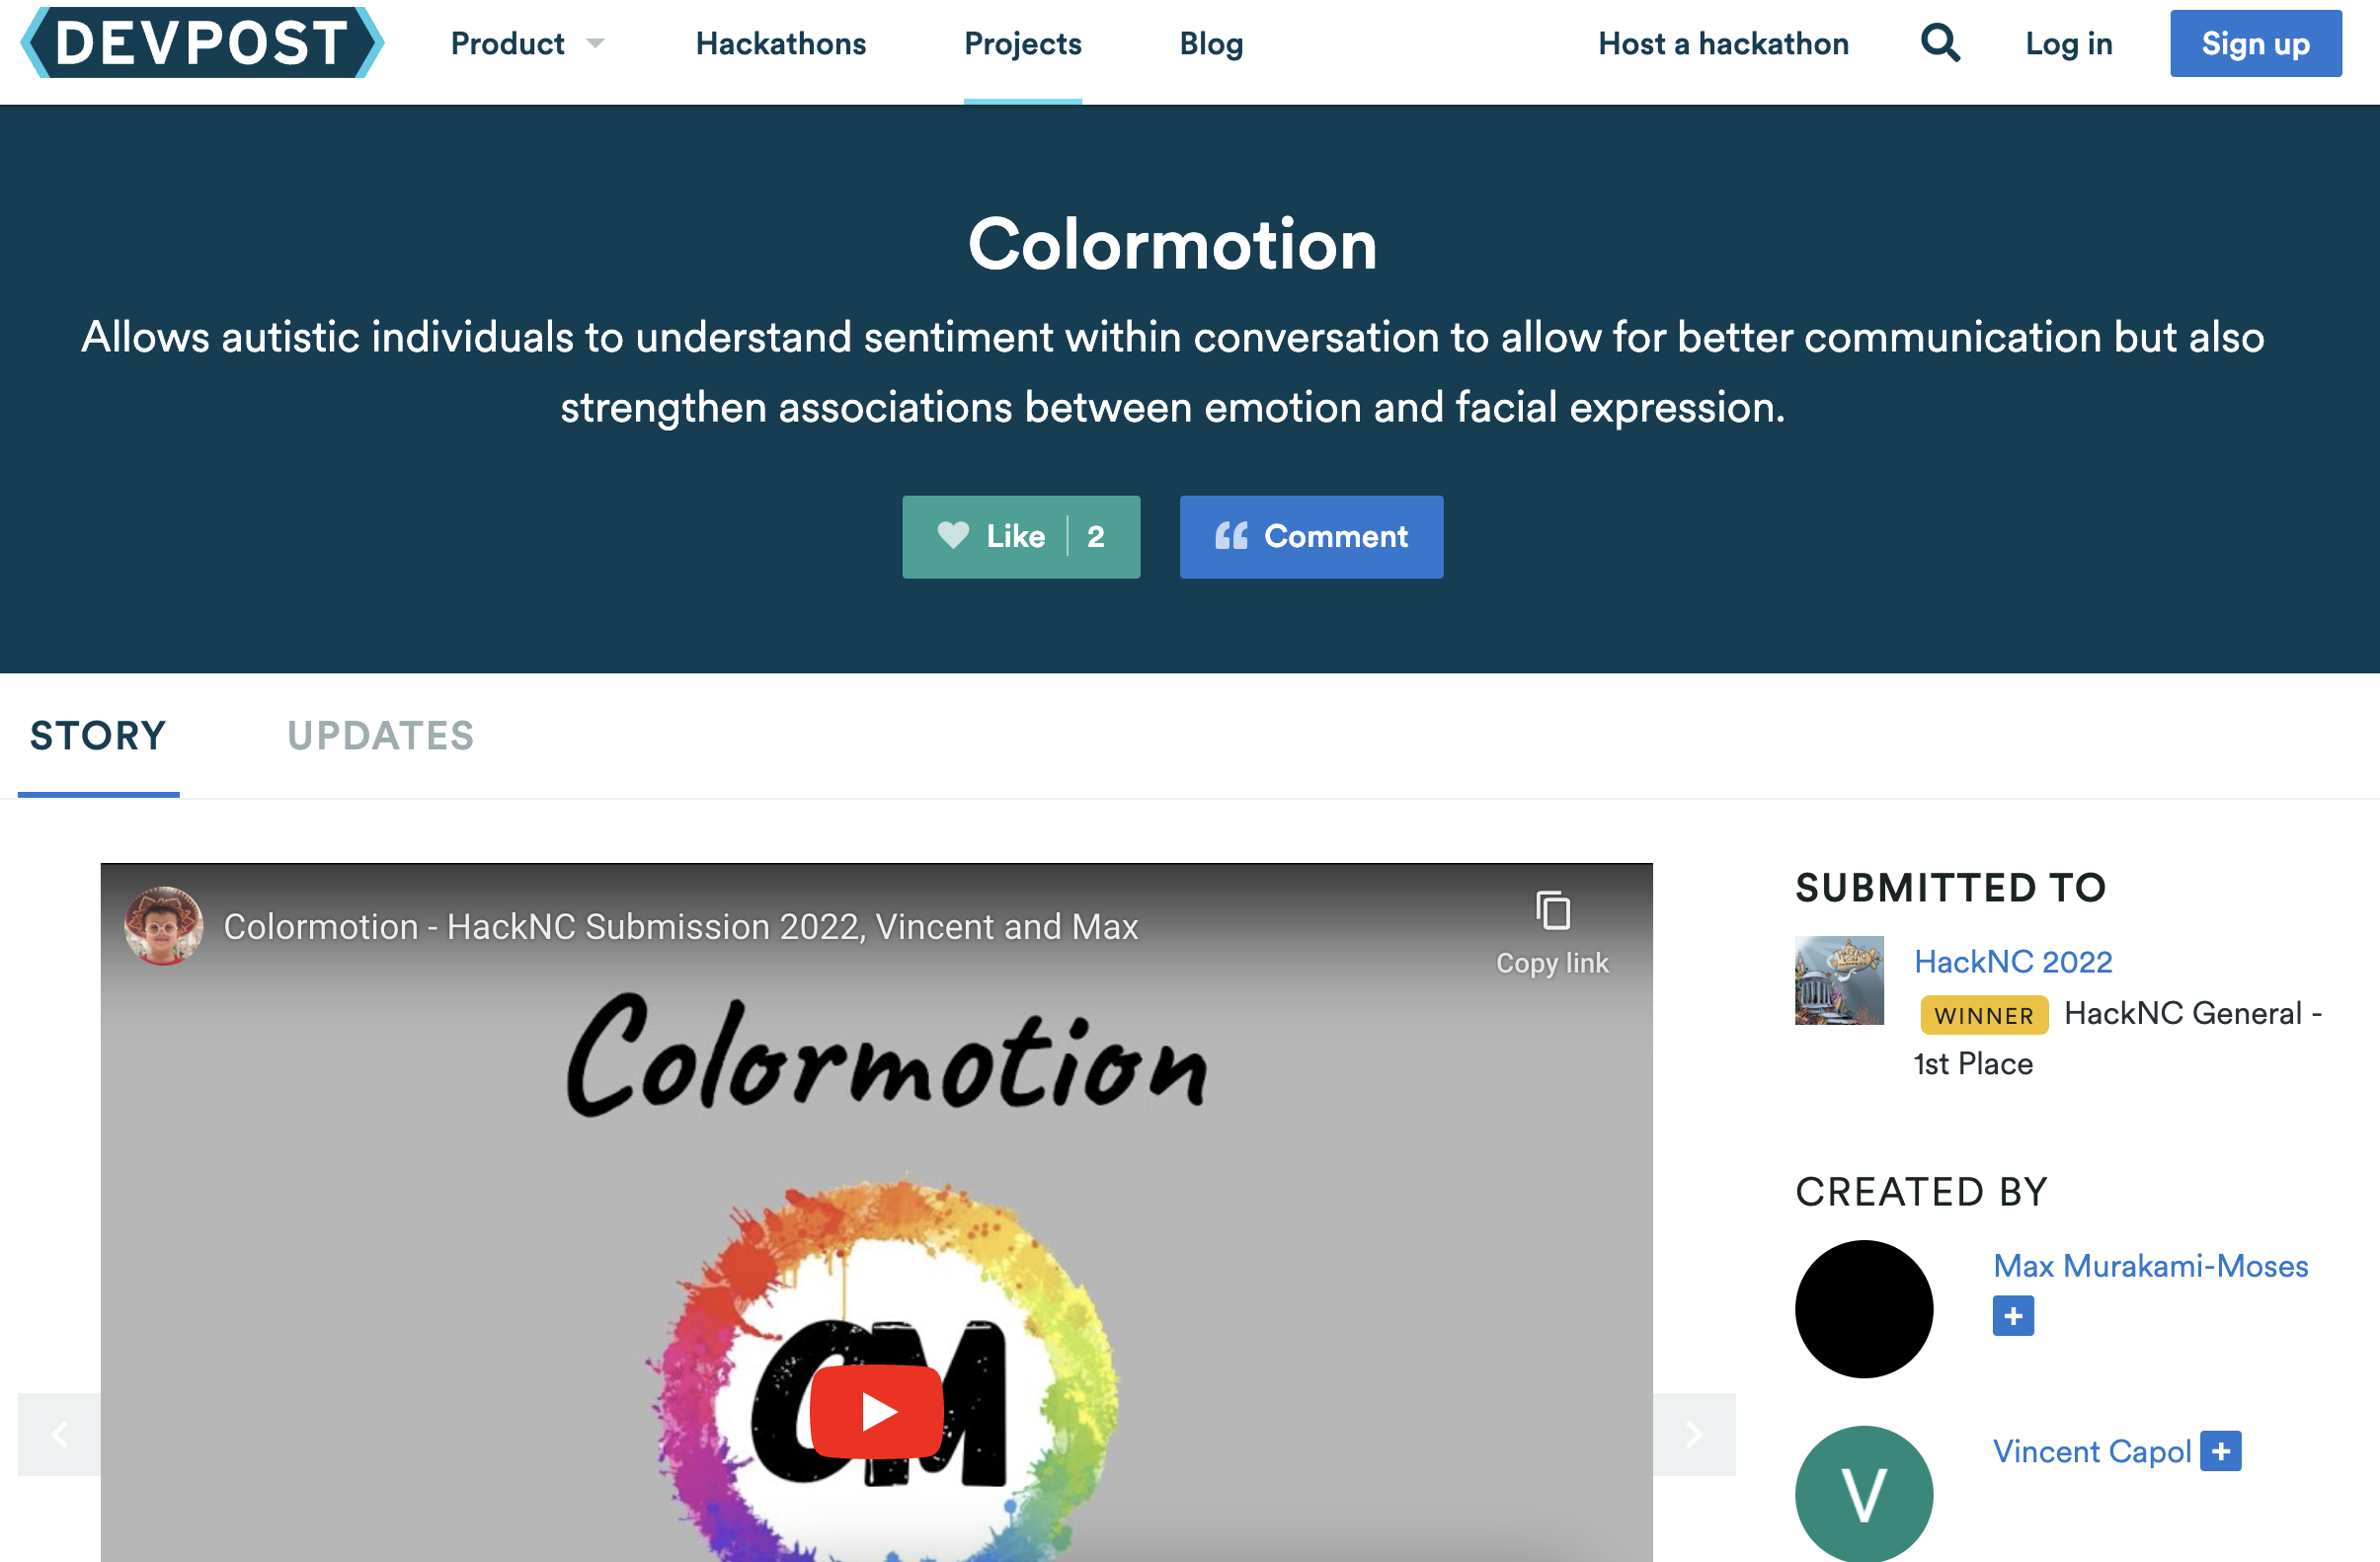 DEVPOST
Product
Hackathons
Projects
Blog
Host a hackathon
Log in
Sign up
Colormotion
Allows autistic individuals to understand sentiment within conversation to allow for better communication but also
strengthen associations between emotion and facial expression.
Like 2
Comment
STORY
UPDATES
Colormotion - HackNC Submission 2022, Vincent and Max
Copy link
Colormotion
CM
SUBMITTED TO
HackNC 2022
WINNER HackNC General -
1st Place
CREATED BY
Max Murakami-Moses
V
Vincent Capol